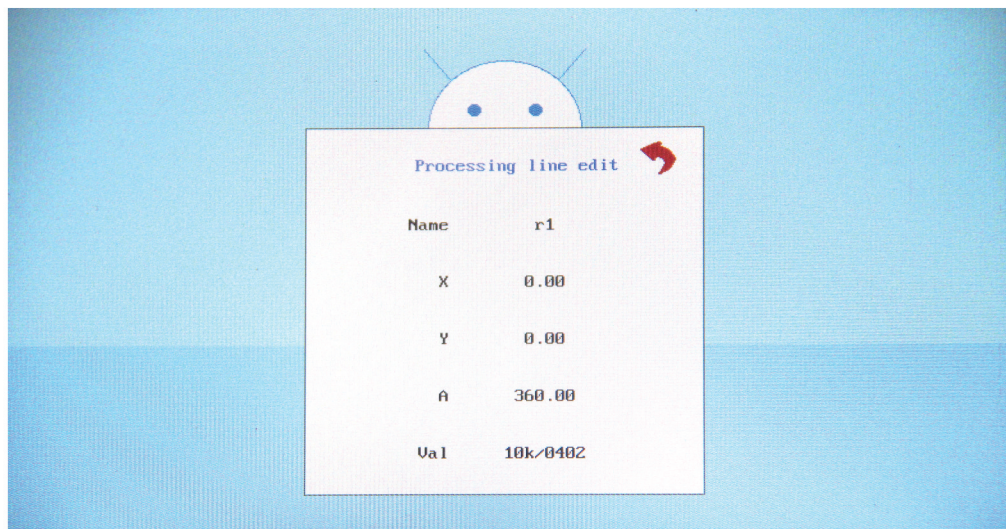 Processing line edit
Name r1
X 0.00
Y 0.00
A 360.00
Val 10k/0402